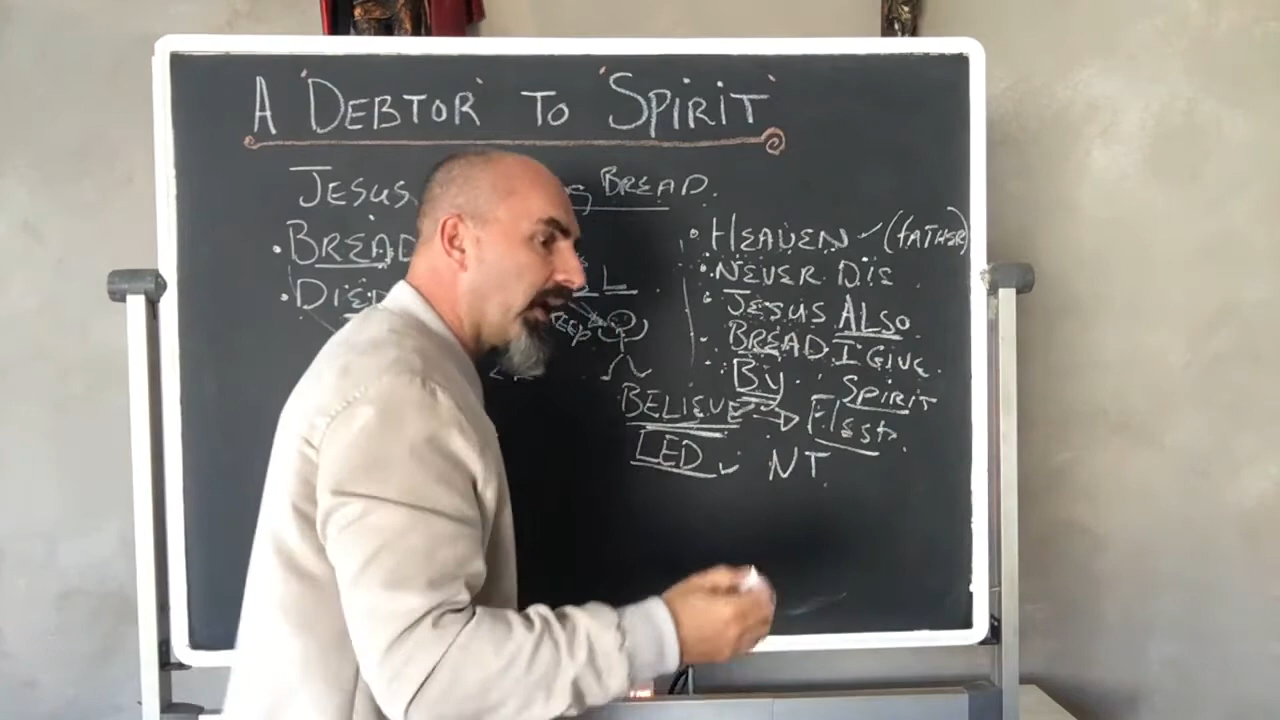 A 'DEBTOR' TO 'SPIRIT'
JESUS BREAD.
• BREAD
• DIED
L
• HEAVEN ✓ (FATHER)
• NEVER DIE
• JESUS ALSO
• BREAD I GIVE
By SPIRIT
BELIEVE → Flesh
LED ✓ NT